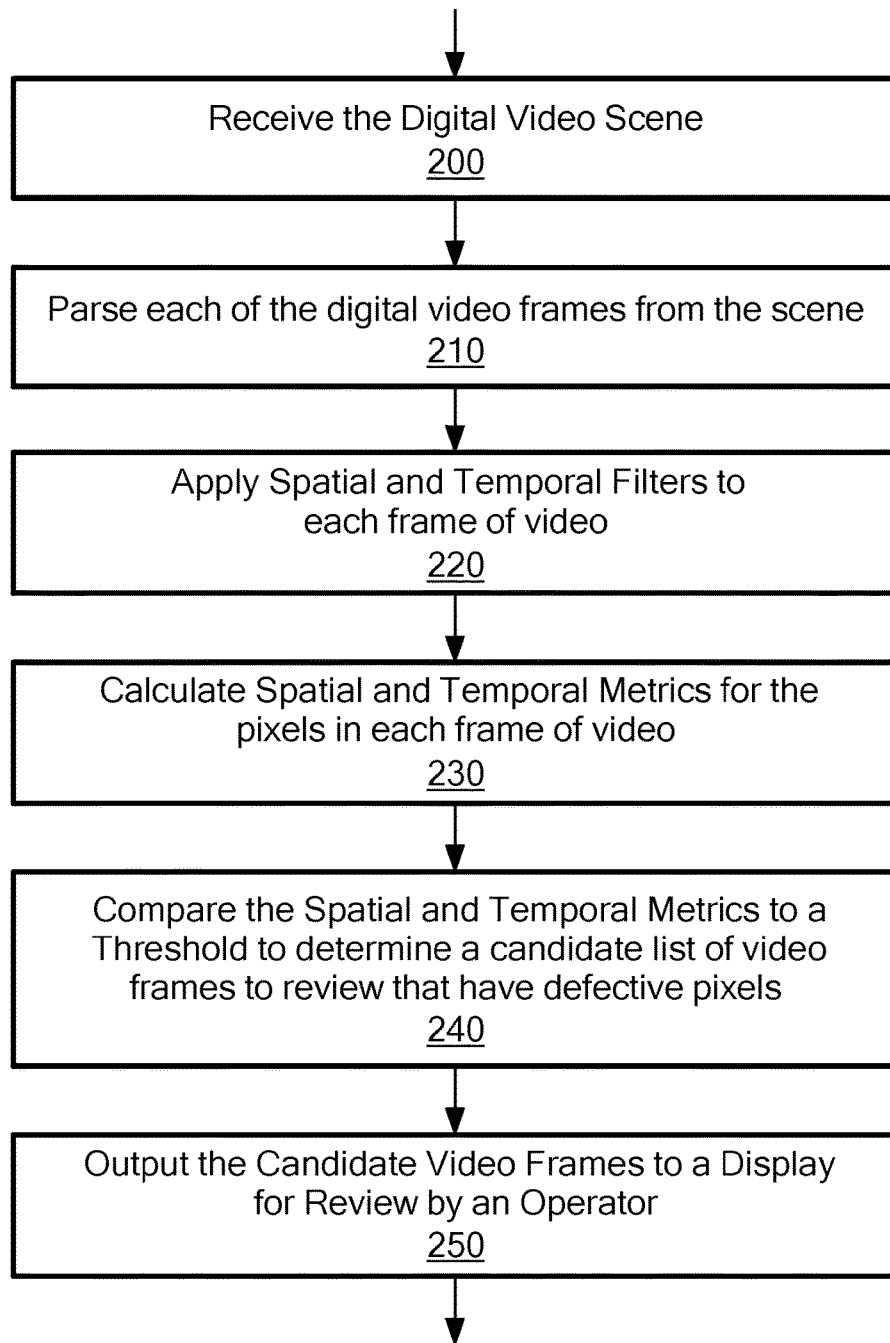 Receive the Digital Video Scene
200
Parse each of the digital video frames from the scene
210
Apply Spatial and Temporal Filters to
each frame of video
220
Calculate Spatial and Temporal Metrics for the
pixels in each frame of video
230
Compare the Spatial and Temporal Metrics to a
Threshold to determine a candidate list of video
frames to review that have defective pixels
240
Output the Candidate Video Frames to a Display
for Review by an Operator
250